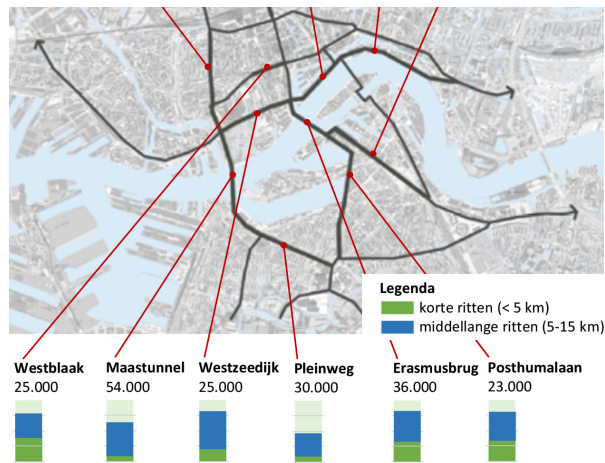 Legenda
korte ritten (< 5 km)
middellange ritten (5-15 km)
Westblaak Maastunnel Westzeedijk Pleinweg Erasmusbrug Posthumalaan
25.000 54.000 25.000 30.000 36.000 23.000